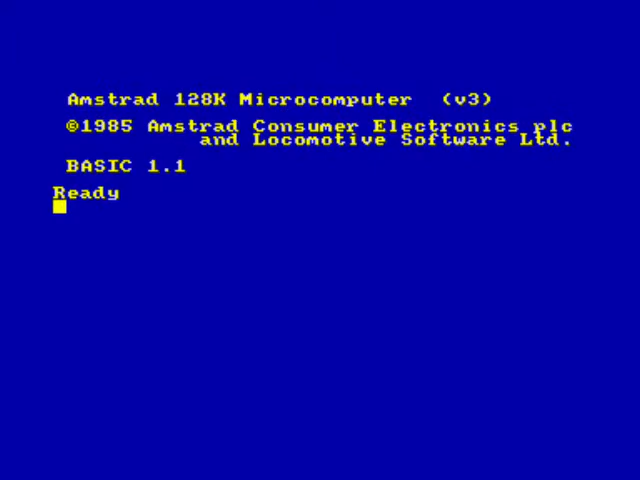 Amstrad 128K Microcomputer (v3)
©1985 Amstrad Consumer Electronics plc
and Locomotive Software Ltd.
BASIC 1.1
Ready